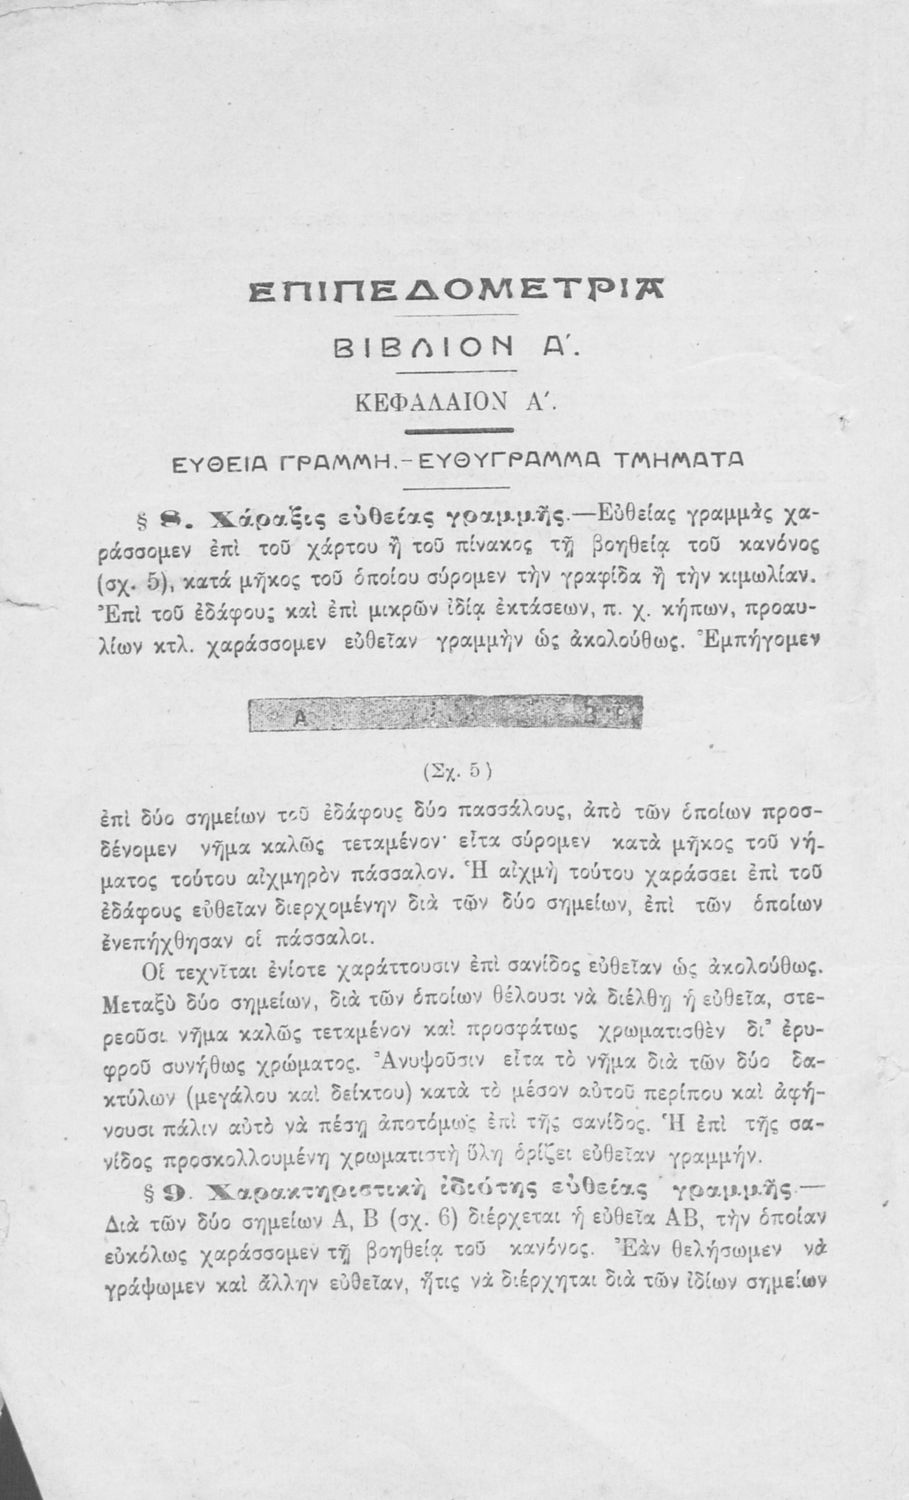 ΕΠΙΠΕΔΟΜΕΤΡΙΑ
ΒΙΒΛΙΟΝ Α΄.
ΚΕΦΑΛΑΙΟΝ Α΄.
ΕΥΘΕΙΑ ΓΡΑΜΜΗ.-ΕΥΘΥΓΡΑΜΜΑ ΤΜΗΜΑΤΑ
§ 8. Χάραξις εὐθείας γραμμῆς.—Εὐθείας γραμμὰς χα-
ράσσομεν ἐπὶ τοῦ χάρτου ἢ τοῦ πίνακος τῇ βοηθείᾳ τοῦ κανόνος
(σχ. 5), κατά μῆκος τοῦ ὁποίου σύρομεν τὴν γραφίδα ἢ τὴν κιμωλίαν.
Ἐπὶ τοῦ ἐδάφους καὶ ἐπὶ μικρῶν ἰδίᾳ ἐκτάσεων, π. χ. κήπων, προαυ-
λίων κτλ. χαράσσομεν εὐθεῖαν γραμμὴν ὡς ἀκολούθως. Ἐμπήγομεν
Α Β
(Σχ. 5)
ἐπὶ δύο σημείων τοῦ ἐδάφους δύο πασσάλους, ἀπὸ τῶν ὁποίων προσ-
δένομεν νῆμα καλῶς τεταμένον· εἶτα σύρομεν κατὰ μῆκος τοῦ νή-
ματος τούτου αἰχμηρὸν πάσσαλον. Ἡ αἰχμὴ τούτου χαράσσει ἐπὶ τοῦ
ἐδάφους εὐθεῖαν διερχομένην διὰ τῶν δύο σημείων, ἐπὶ τῶν ὁποίων
ἐνεπήχθησαν οἱ πάσσαλοι.
Οἱ τεχνῖται ἐνίοτε χαράττουσιν ἐπὶ σανίδος εὐθεῖαν ὡς ἀκολούθως.
Μεταξὺ δύο σημείων, διὰ τῶν ὁποίων θέλουσι νὰ διέλθῃ ἡ εὐθεῖα, στε-
ρεοῦσι νῆμα καλῶς τεταμένον καὶ προσφάτως χρωματισθὲν δι᾽ ἐρυ-
φροῦ συνήθως χρώματος. Ἀνυψοῦσιν εἶτα τὸ νῆμα διὰ τῶν δύο δα-
κτύλων (μεγάλου καὶ δείκτου) κατὰ τὸ μέσον αὐτοῦ περίπου καὶ ἀφή-
νουσι πάλιν αὐτὸ νὰ πέσῃ ἀποτόμως ἐπὶ τῆς σανίδος. Ἡ ἐπὶ τῆς σα-
νίδος προσκολλουμένη χρωματιστὴ ὕλη ὁρίζει εὐθεῖαν γραμμήν.
§ 9. Χαρακτηριστικὴ ἰδιότης εὐθείας γραμμῆς.—
Διὰ τῶν δύο σημείων Α, Β (σχ. 6) διέρχεται ἡ εὐθεῖα ΑΒ, τὴν ὁποίαν
εὐκόλως χαράσσομεν τῇ βοηθείᾳ τοῦ κανόνος. Ἐὰν θελήσωμεν νὰ
γράψωμεν καὶ ἄλλην εὐθεῖαν, ἥτις νὰ διέρχηται διὰ τῶν ἰδίων σημείων